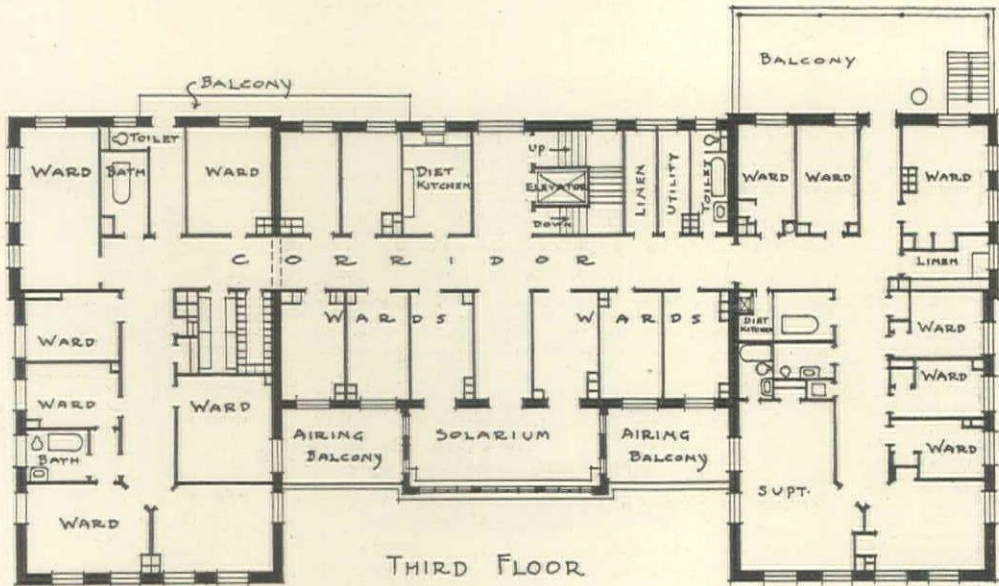 BALCONY
BALCONY
TOILET
WARD
BATH
WARD
DIET
KITCHEN
UP
ELEVATOR
DOWN
LINEN
UTILITY
TOILET
WARD
WARD
WARD
CORRIDOR
LINEN
WARDS
WARDS
DIET
KITCHEN
WARD
WARD
WARD
WARD
WARD
BATH
AIRING
BALCONY
SOLARIUM
AIRING
BALCONY
WARD
WARD
SUPT.
THIRD FLOOR